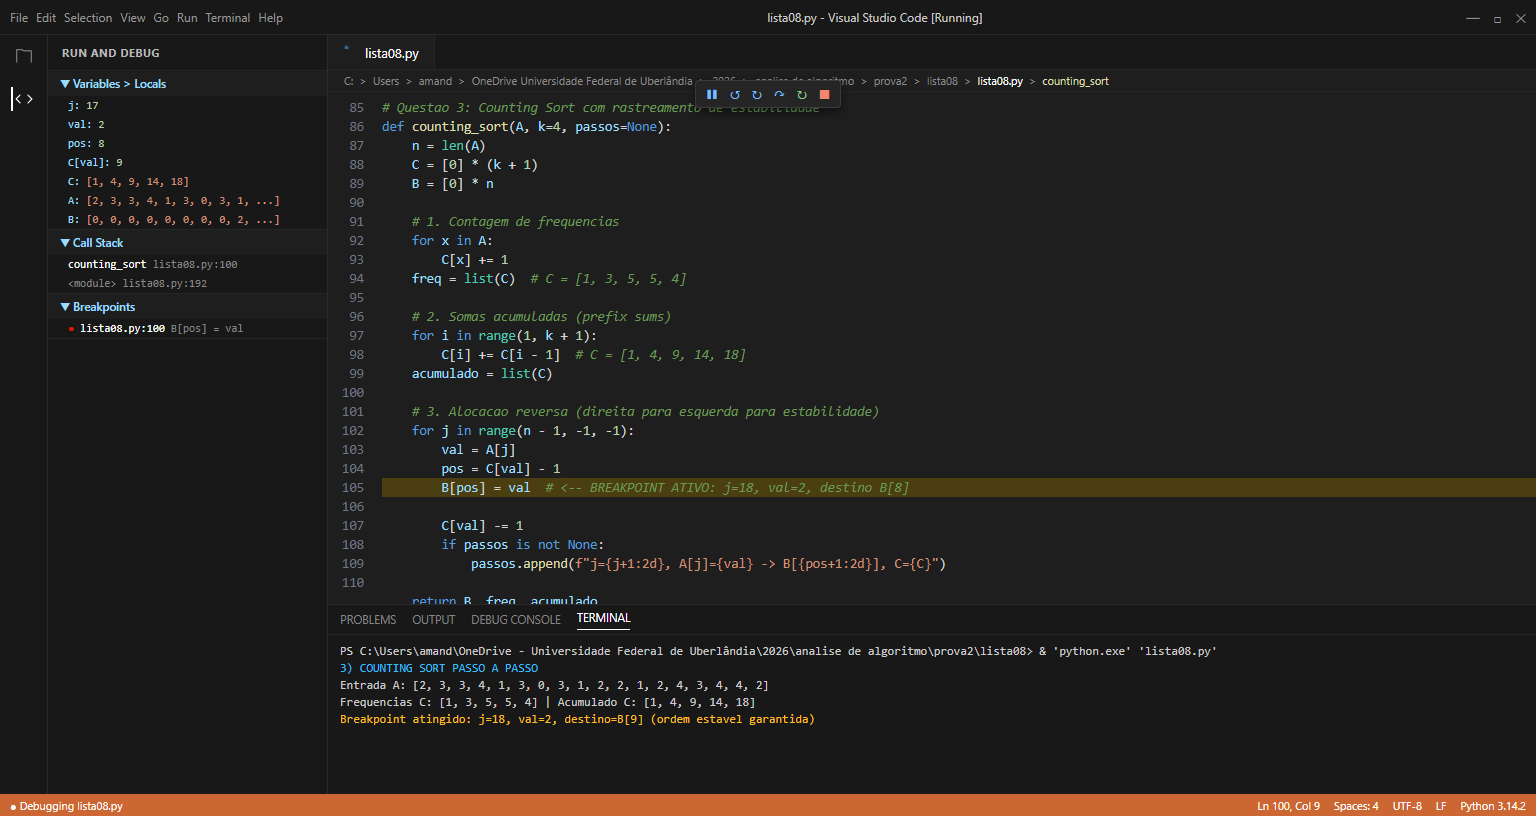 File Edit Selection View Go Run Terminal Help
lista08.py - Visual Studio Code [Running]
RUN AND DEBUG
▼ Variables > Locals
j: 17
val: 2
pos: 8
C[val]: 9
C: [1, 4, 9, 14, 18]
A: [2, 3, 3, 4, 1, 3, 0, 3, 1, ...]
B: [0, 0, 0, 0, 0, 0, 0, 0, 2, ...]
▼ Call Stack
counting_sort lista08.py:100
<module> lista08.py:192
▼ Breakpoints
● lista08.py:100 B[pos] = val
lista08.py
C: > Users > amand > OneDrive Universidade Federal de Uberlândia > 2026 > analise de algoritmo > prova2 > lista08 > lista08.py > counting_sort
85 # Questao 3: Counting Sort com rastreamento de estabilidade
86 def counting_sort(A, k=4, passos=None):
87 n = len(A)
88 C = [0] * (k + 1)
89 B = [0] * n
90
91 # 1. Contagem de frequencias
92 for x in A:
93 C[x] += 1
94 freq = list(C) # C = [1, 3, 5, 5, 4]
95
96 # 2. Somas acumuladas (prefix sums)
97 for i in range(1, k + 1):
98 C[i] += C[i - 1] # C = [1, 4, 9, 14, 18]
99 acumulado = list(C)
100
101 # 3. Alocacao reversa (direita para esquerda para estabilidade)
102 for j in range(n - 1, -1, -1):
103 val = A[j]
104 pos = C[val] - 1
105 B[pos] = val # <-- BREAKPOINT ATIVO: j=18, val=2, destino B[8]
106
107 C[val] -= 1
108 if passos is not None:
109 passos.append(f"j={j+1:2d}, A[j]={val} -> B[{pos+1:2d}], C={C}")
110
return B, freq, acumulado
PROBLEMS OUTPUT DEBUG CONSOLE TERMINAL
PS C:\Users\amand\OneDrive - Universidade Federal de Uberlândia\2026\analise de algoritmo\prova2\lista08> & 'python.exe' 'lista08.py'
3) COUNTING SORT PASSO A PASSO
Entrada A: [2, 3, 3, 4, 1, 3, 0, 3, 1, 2, 2, 1, 2, 4, 3, 4, 4, 2]
Frequencias C: [1, 3, 5, 5, 4] | Acumulado C: [1, 4, 9, 14, 18]
Breakpoint atingido: j=18, val=2, destino=B[9] (ordem estavel garantida)
● Debugging lista08.py
Ln 100, Col 9 Spaces: 4 UTF-8 LF Python 3.14.2